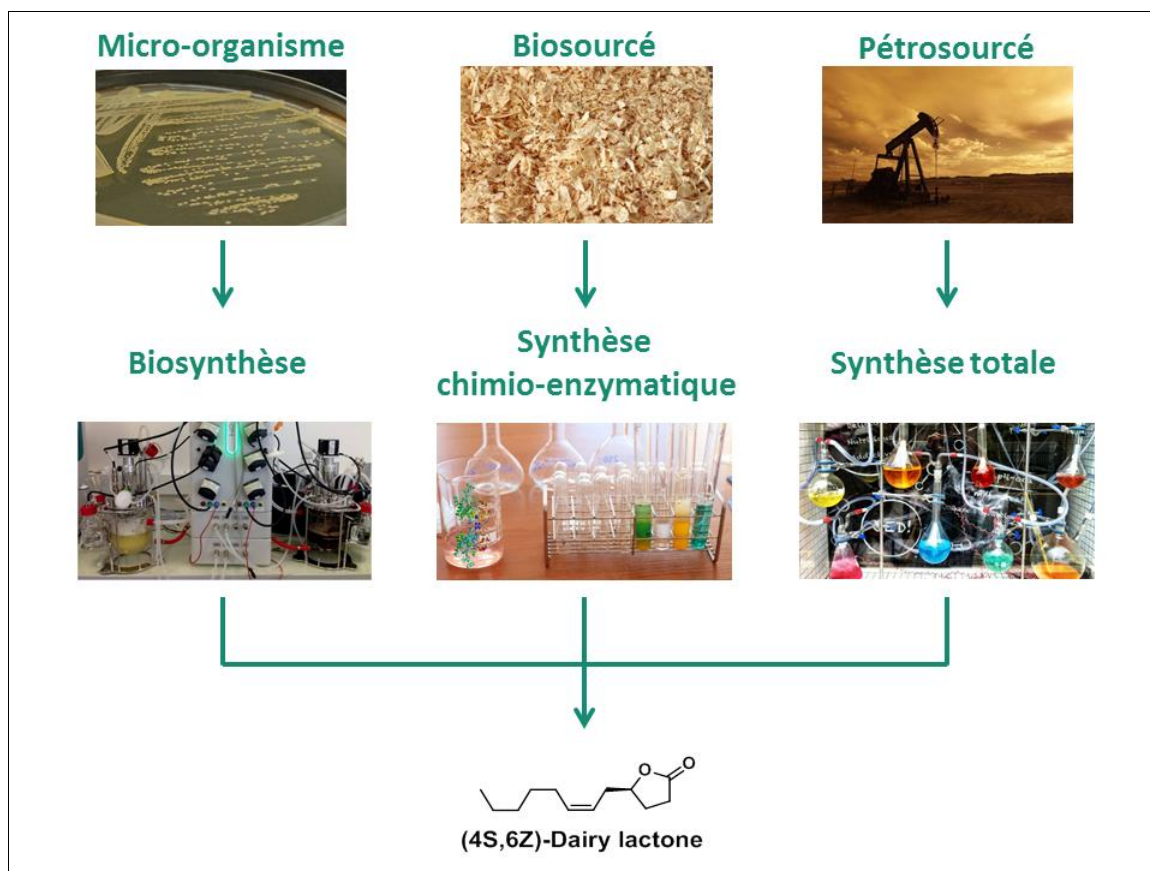 Micro-organisme
Biosourcé
Pétrosourcé
Biosynthèse
Synthèse
chimio-enzymatique
Synthèse totale
O
O
(4S,6Z)-Dairy lactone